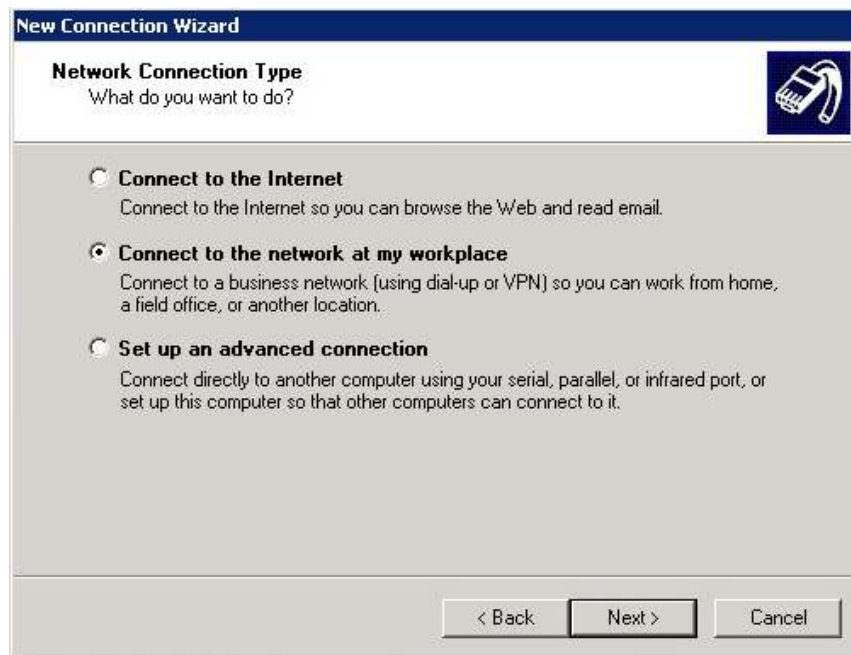 New Connection Wizard
Network Connection Type
What do you want to do?
Connect to the Internet
Connect to the Internet so you can browse the Web and read email.
Connect to the network at my workplace
Connect to a business network (using dial-up or VPN) so you can work from home,
a field office, or another location.
Set up an advanced connection
Connect directly to another computer using your serial, parallel, or infrared port, or
set up this computer so that other computers can connect to it.
< Back Next > Cancel